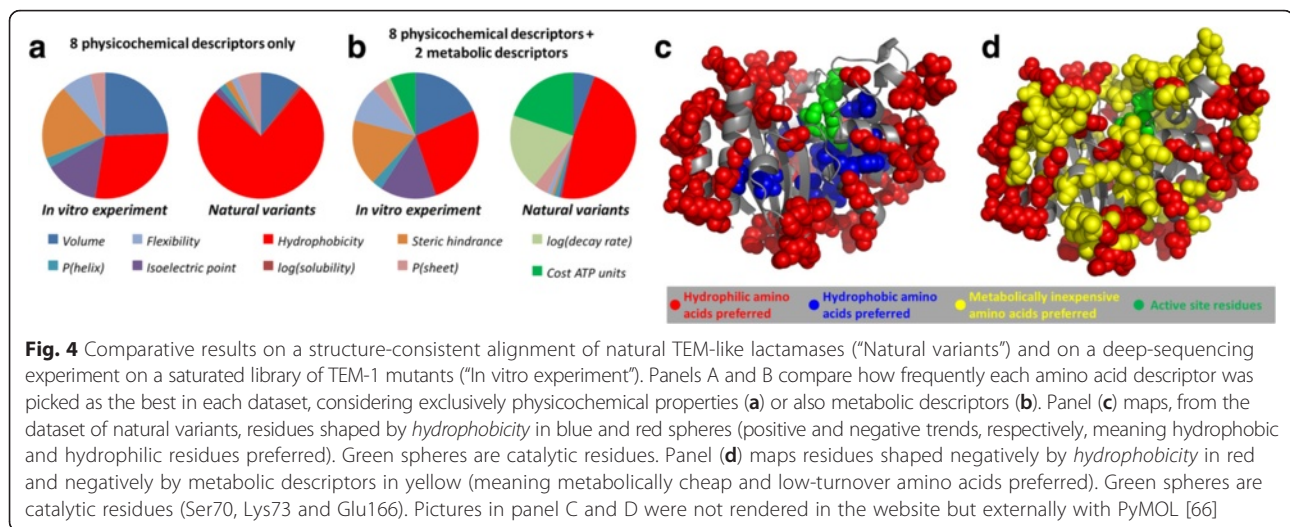 a
8 physicochemical descriptors only
b
8 physicochemical descriptors +
2 metabolic descriptors
c
d
In vitro experiment
Natural variants
In vitro experiment
Natural variants
Volume
Flexibility
Hydrophobicity
Steric hindrance
log(decay rate)
P(helix)
Isoelectric point
log(solubility)
P(sheet)
Cost ATP units
Hydrophilic amino
acids preferred
Hydrophobic amino
acids preferred
Metabolically inexpensive
amino acids preferred
Active site residues
Fig. 4 Comparative results on a structure-consistent alignment of natural TEM-like lactamases (“Natural variants”) and on a deep-sequencing
experiment on a saturated library of TEM-1 mutants (“In vitro experiment”). Panels A and B compare how frequently each amino acid descriptor was
picked as the best in each dataset, considering exclusively physicochemical properties (a) or also metabolic descriptors (b). Panel (c) maps, from the
dataset of natural variants, residues shaped by hydrophobicity in blue and red spheres (positive and negative trends, respectively, meaning hydrophobic
and hydrophilic residues preferred). Green spheres are catalytic residues. Panel (d) maps residues shaped negatively by hydrophobicity in red
and negatively by metabolic descriptors in yellow (meaning metabolically cheap and low-turnover amino acids preferred). Green spheres are
catalytic residues (Ser70, Lys73 and Glu166). Pictures in panel C and D were not rendered in the website but externally with PyMOL [66]